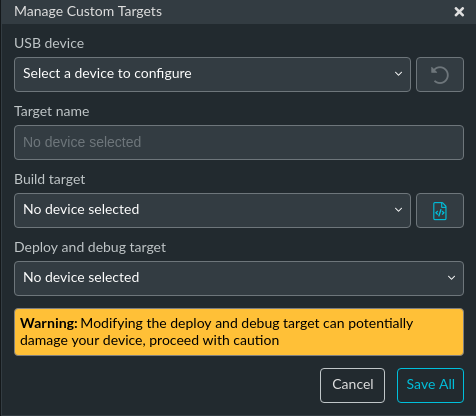 Manage Custom Targets
USB device
Select a device to configure
Target name
No device selected
Build target
No device selected
Deploy and debug target
No device selected
Warning: Modifying the deploy and debug target can potentially
damage your device, proceed with caution
Cancel
Save All